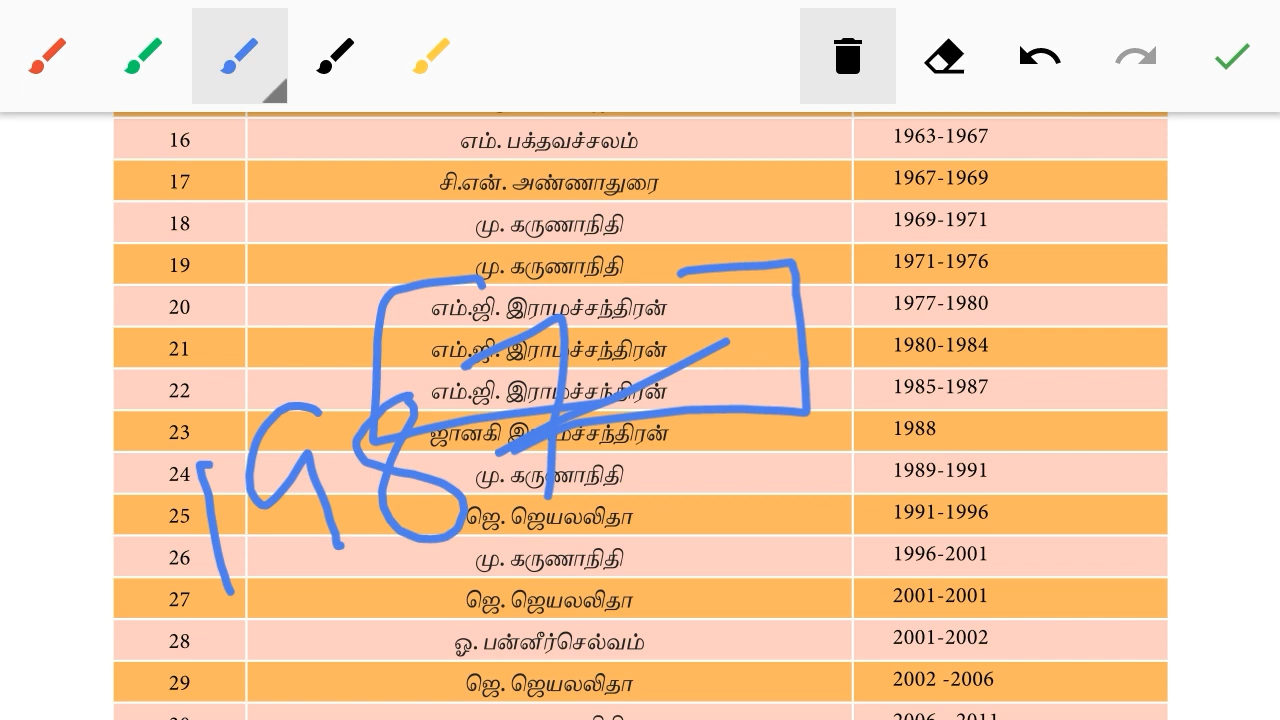 16 எம். பக்தவச்சலம் 1963-1967
17 சி.என். அண்ணாதுரை 1967-1969
18 மு. கருணாநிதி 1969-1971
19 மு. கருணாநிதி 1971-1976
20 எம்.ஜி. இராமச்சந்திரன் 1977-1980
21 எம்.ஜி. இராமச்சந்திரன் 1980-1984
22 எம்.ஜி. இராமச்சந்திரன் 1985-1987
23 ஜானகி இராமச்சந்திரன் 1988
24 மு. கருணாநிதி 1989-1991
25 ஜெ. ஜெயலலிதா 1991-1996
26 மு. கருணாநிதி 1996-2001
27 ஜெ. ஜெயலலிதா 2001-2001
28 ஓ. பன்னீர்செல்வம் 2001-2002
29 ஜெ. ஜெயலலிதா 2002 -2006
1987